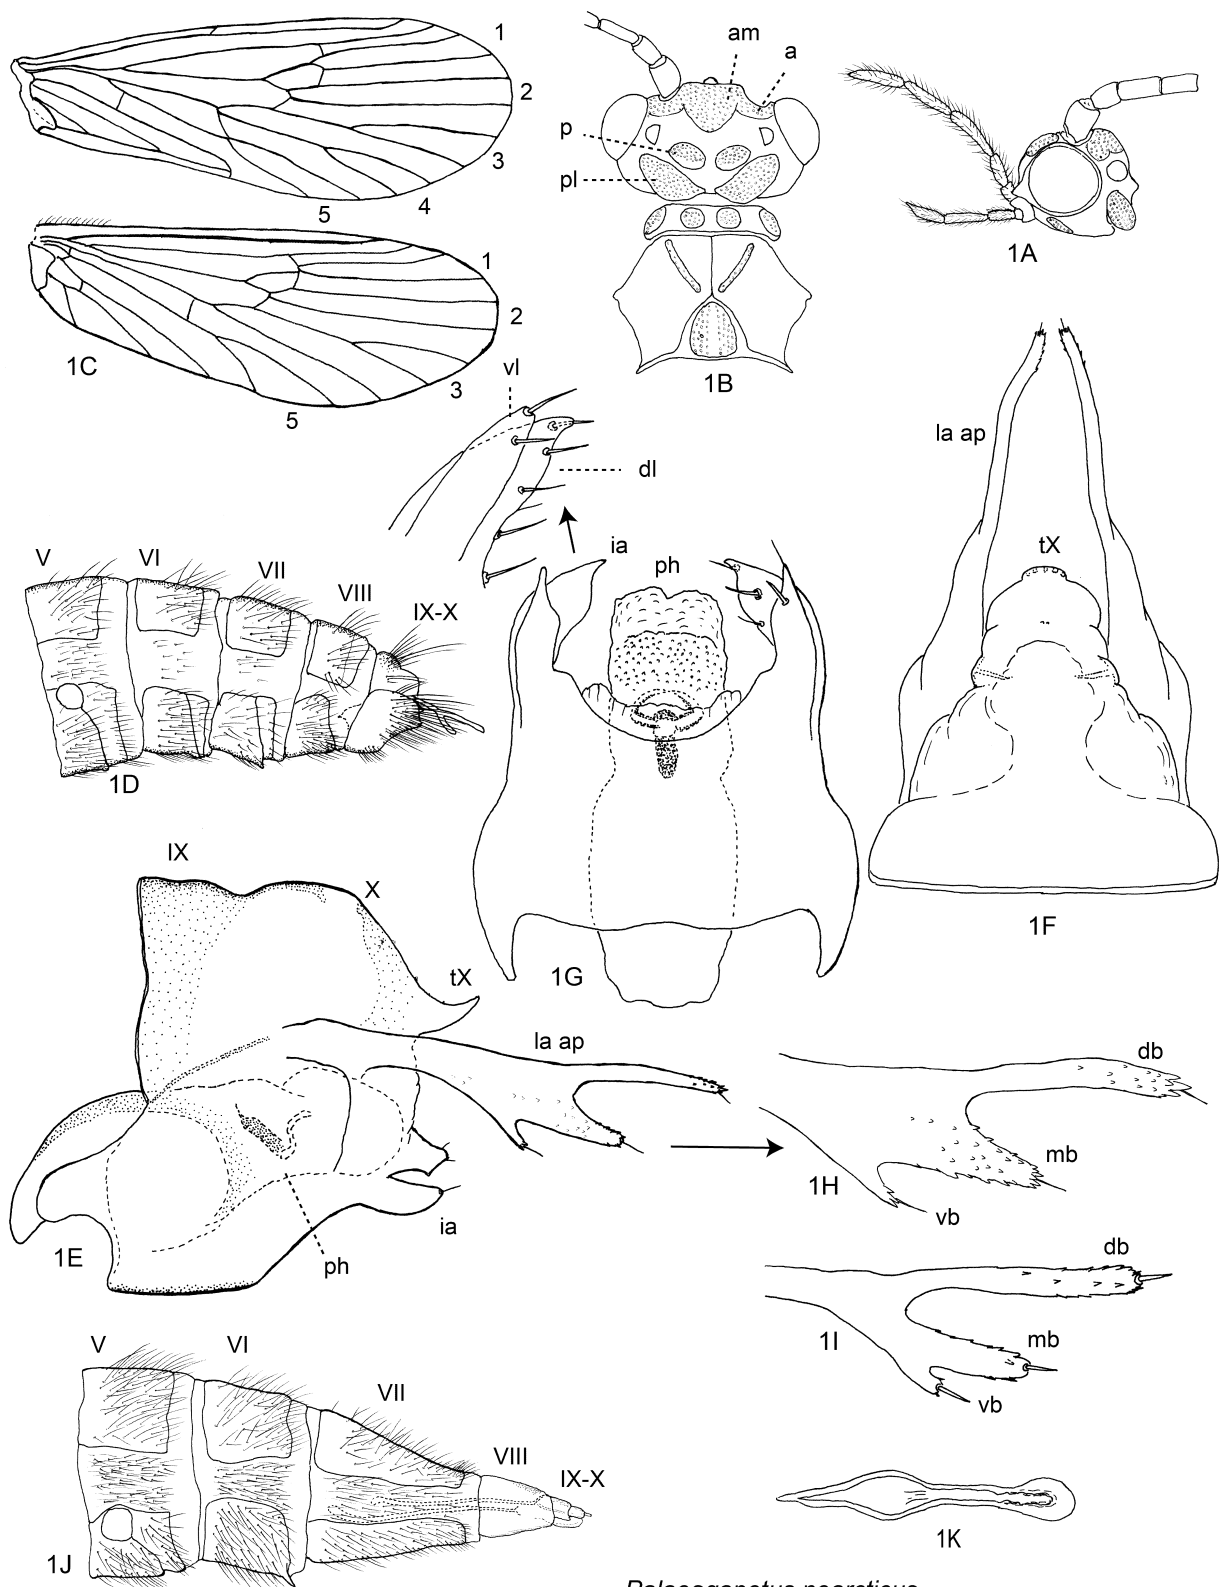 1
2
3
4
5
am
a
p
pl
1A
1B
1
2
3
5
1C
vl
dl
ia
ph
la ap
tX
V
VI
VII
VIII
IX-X
1D
1F
1G
IX
X
tX
la ap
ia
ph
1E
db
mb
vb
1H
db
mb
vb
1I
V
VI
VII
VIII
IX-X
1J
1K
Palaeagapetus nearcticus